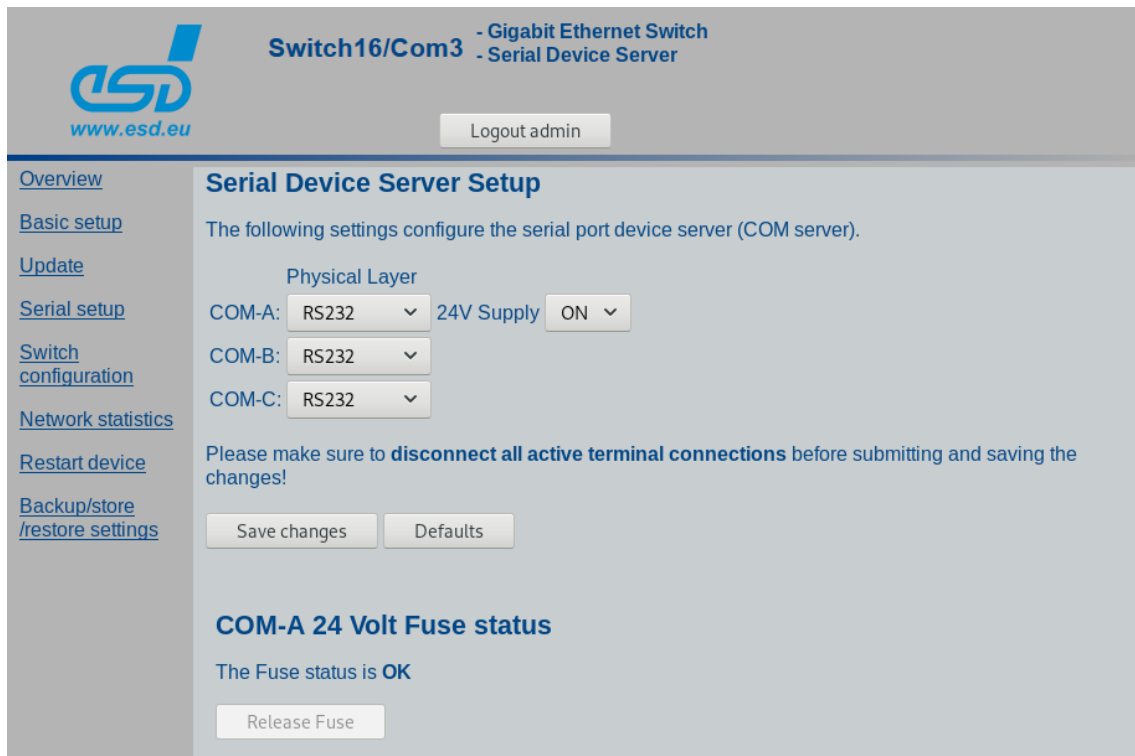 esd
www.esd.eu
Switch16/Com3
- Gigabit Ethernet Switch
- Serial Device Server
Logout admin
Overview
Basic setup
Update
Serial setup
Switch
configuration
Network statistics
Restart device
Backup/store
/restore settings
Serial Device Server Setup
The following settings configure the serial port device server (COM server).
Physical Layer
COM-A: RS232 24V Supply ON
COM-B: RS232
COM-C: RS232
Please make sure to disconnect all active terminal connections before submitting and saving the
changes!
Save changes Defaults
COM-A 24 Volt Fuse status
The Fuse status is OK
Release Fuse